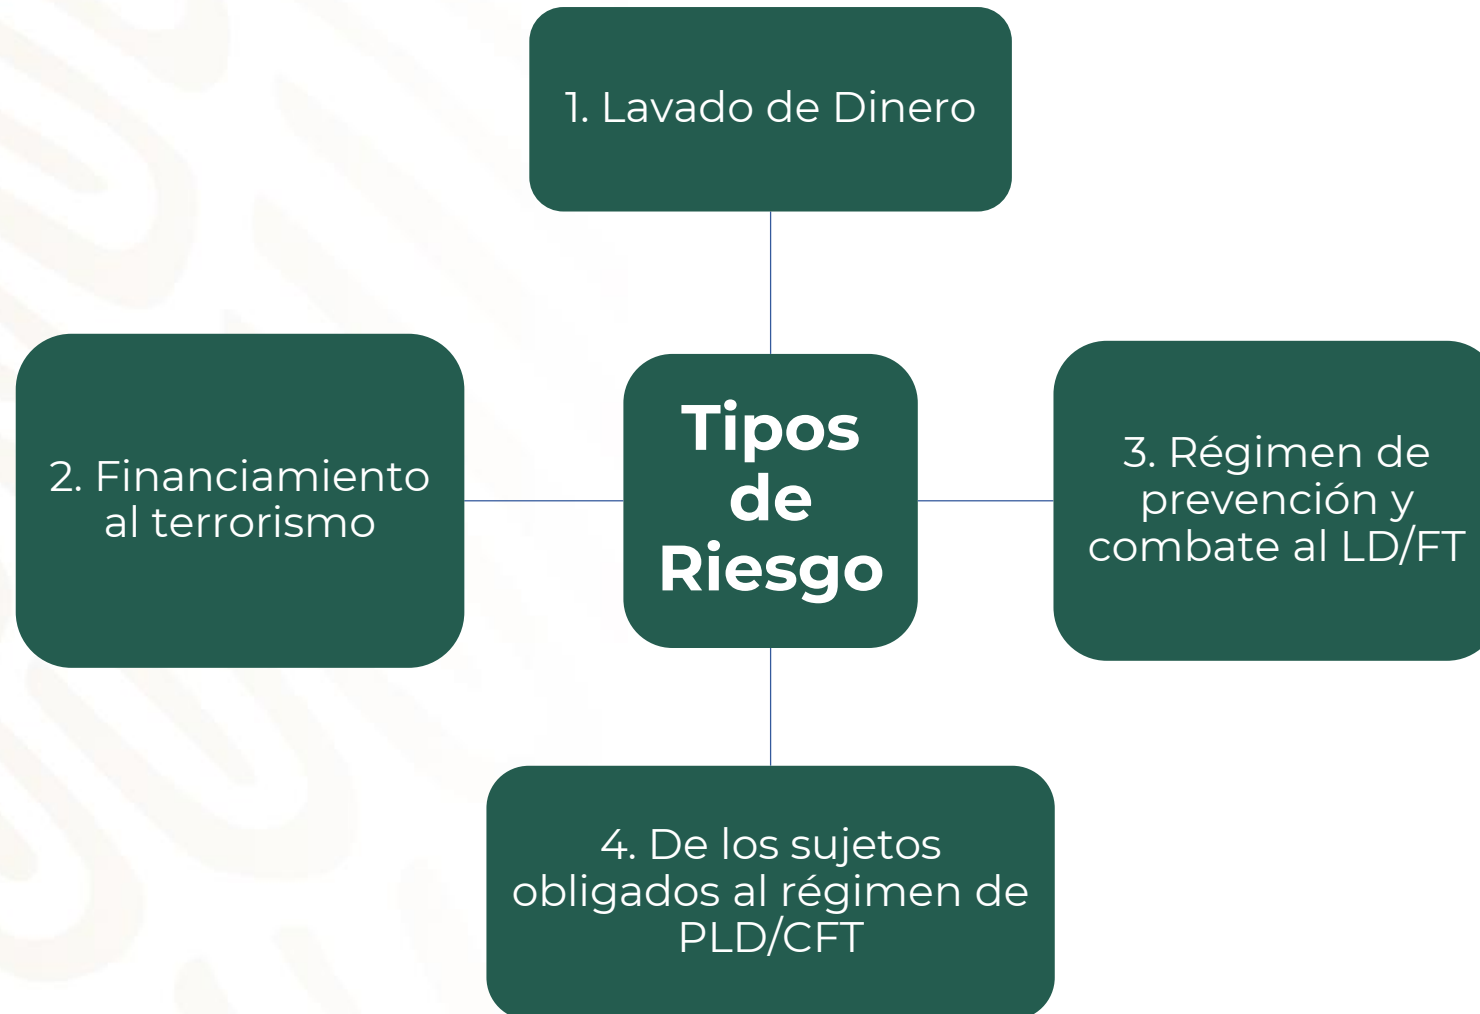 1. Lavado de Dinero
2. Financiamiento
al terrorismo
Tipos
de
Riesgo
3. Régimen de
prevención y
combate al LD/FT
4. De los sujetos
obligados al régimen de
PLD/CFT